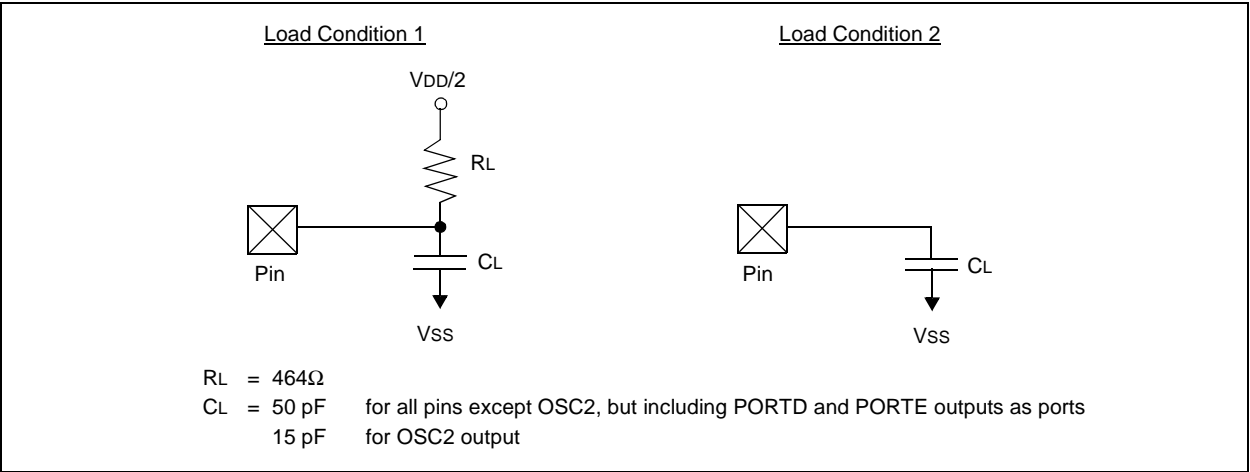 Load Condition 1
Load Condition 2
VDD/2
RL
Pin
CL
VSS
Pin
CL
VSS
RL = 464Ω
CL = 50 pF for all pins except OSC2, but including PORTD and PORTE outputs as ports
15 pF for OSC2 output